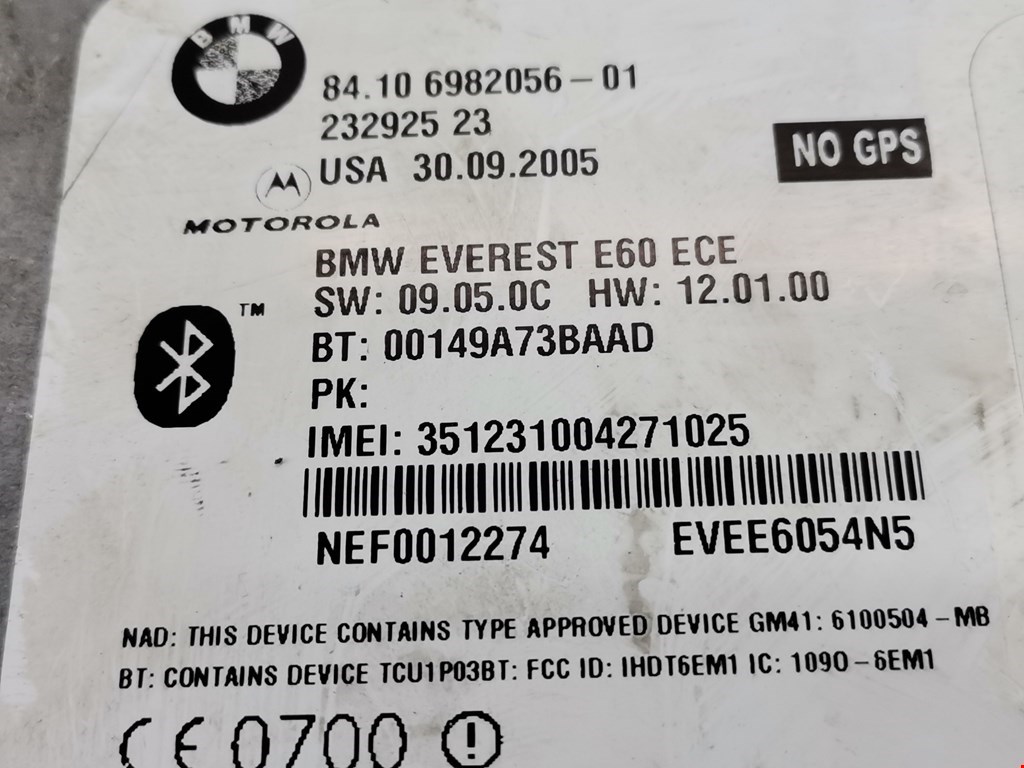 BMW
84.10 6982056-01
232925 23
USA 30.09.2005
NO GPS
MOTOROLA
BMW EVEREST E60 ECE
SW: 09.05.0C HW: 12.01.00
TM
BT: 00149A73BAAD
PK:
IMEI: 351231004271025
NEF0012274 EVEE6054N5
NAD: THIS DEVICE CONTAINS TYPE APPROVED DEVICE GM41: 6100504-MB
BT: CONTAINS DEVICE TCU1P03BT: FCC ID: IHDT6EM1 IC: 1090-6EM1
CE 0700 !